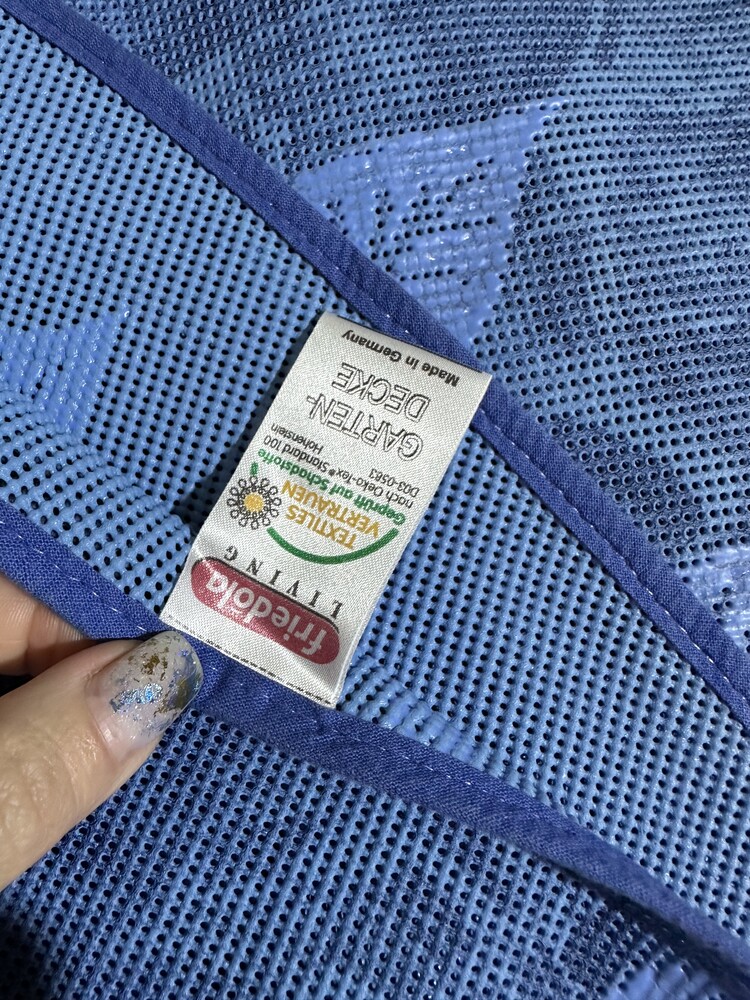 friedola
LIVING
TEXTILES
VERTRAUEN
Geprüft auf Schadstoffe
nach Oeko-Tex® Standard 100
D03-0563 Hohenstein
GARTEN-
DECKE
Made in Germany